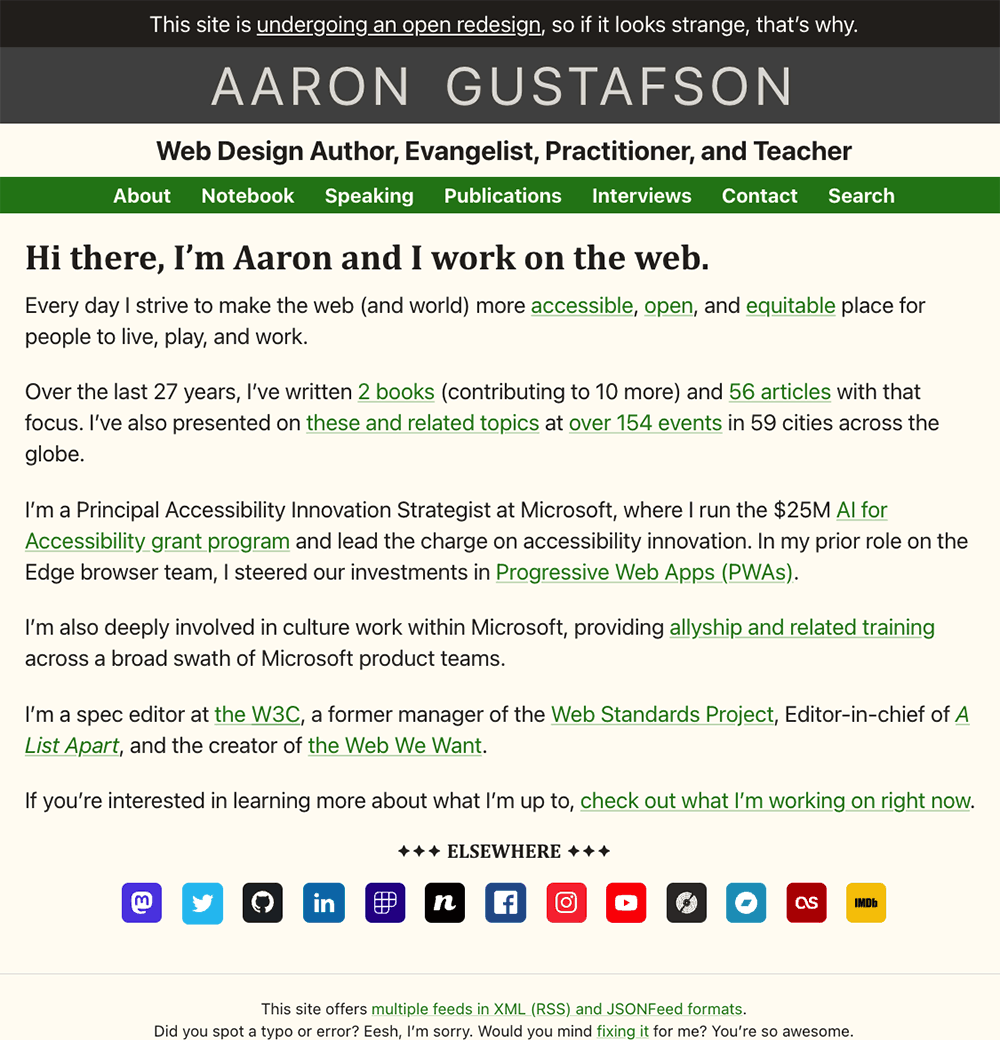 This site is undergoing an open redesign, so if it looks strange, that’s why.
AARON GUSTAFSON
Web Design Author, Evangelist, Practitioner, and Teacher
About Notebook Speaking Publications Interviews Contact Search
Hi there, I’m Aaron and I work on the web.
Every day I strive to make the web (and world) more accessible, open, and equitable place for
people to live, play, and work.
Over the last 27 years, I’ve written 2 books (contributing to 10 more) and 56 articles with that
focus. I’ve also presented on these and related topics at over 154 events in 59 cities across the
globe.
I’m a Principal Accessibility Innovation Strategist at Microsoft, where I run the $25M AI for
Accessibility grant program and lead the charge on accessibility innovation. In my prior role on the
Edge browser team, I steered our investments in Progressive Web Apps (PWAs).
I’m also deeply involved in culture work within Microsoft, providing allyship and related training
across a broad swath of Microsoft product teams.
I’m a spec editor at the W3C, a former manager of the Web Standards Project, Editor-in-chief of A
List Apart, and the creator of the Web We Want.
If you’re interested in learning more about what I’m up to, check out what I’m working on right now.
✦✦✦ ELSEWHERE ✦✦✦
in n f IMDb
This site offers multiple feeds in XML (RSS) and JSONFeed formats.
Did you spot a typo or error? Eesh, I’m sorry. Would you mind fixing it for me? You’re so awesome.